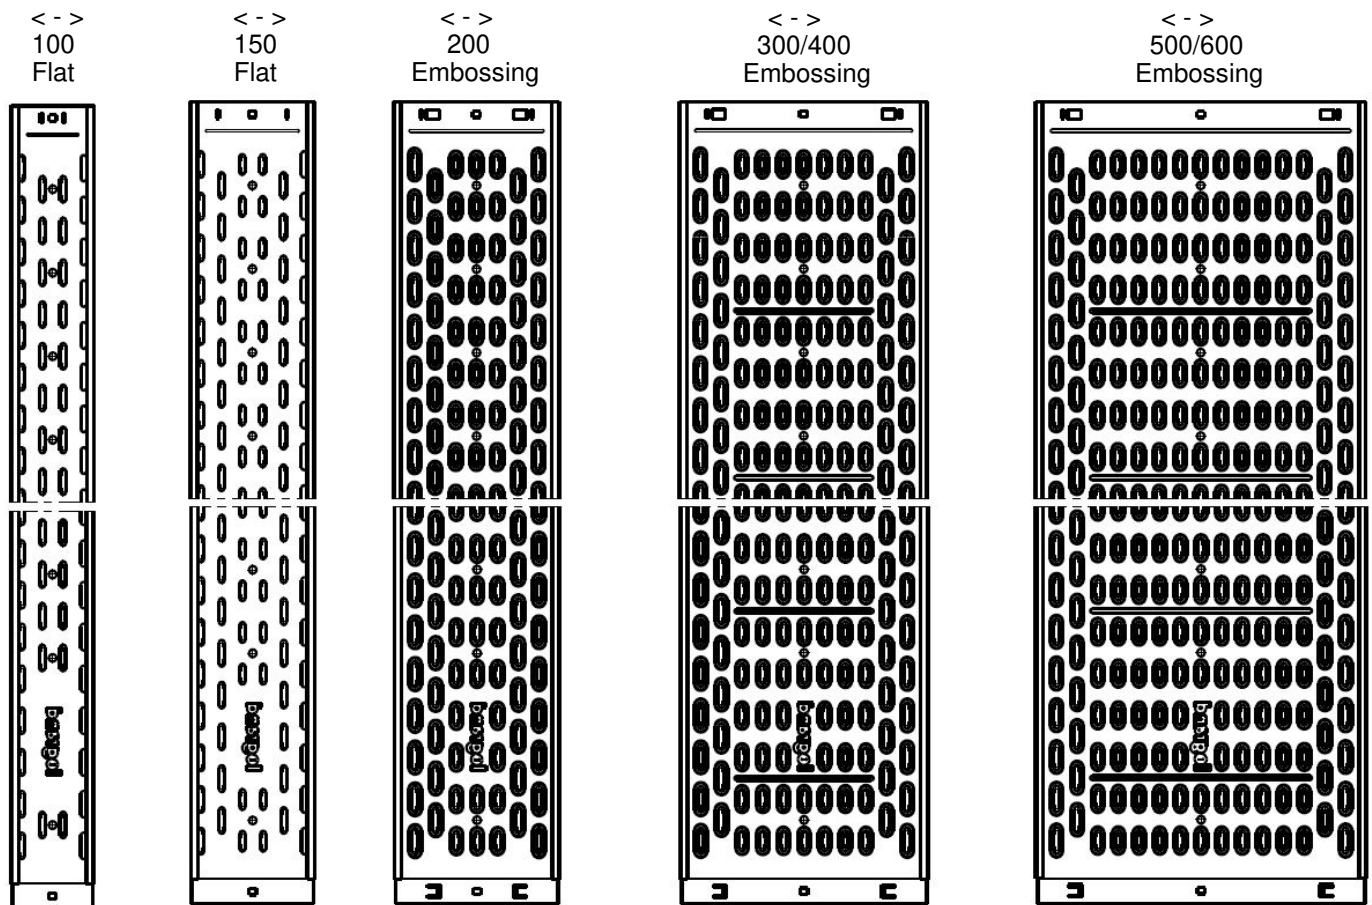 < - >
100
Flat
< - >
150
Flat
< - >
200
Embossing
< - >
300/400
Embossing
< - >
500/600
Embossing